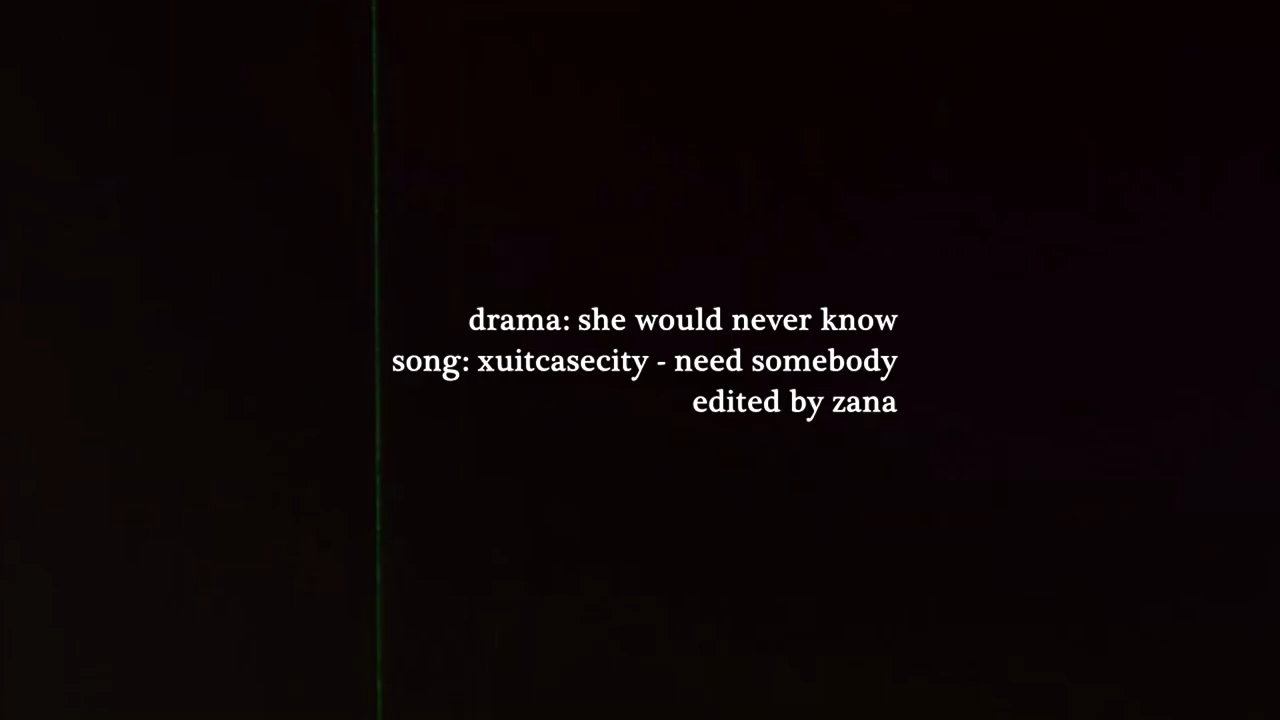 drama: she would never know
song: xuitcasecity - need somebody
edited by zana